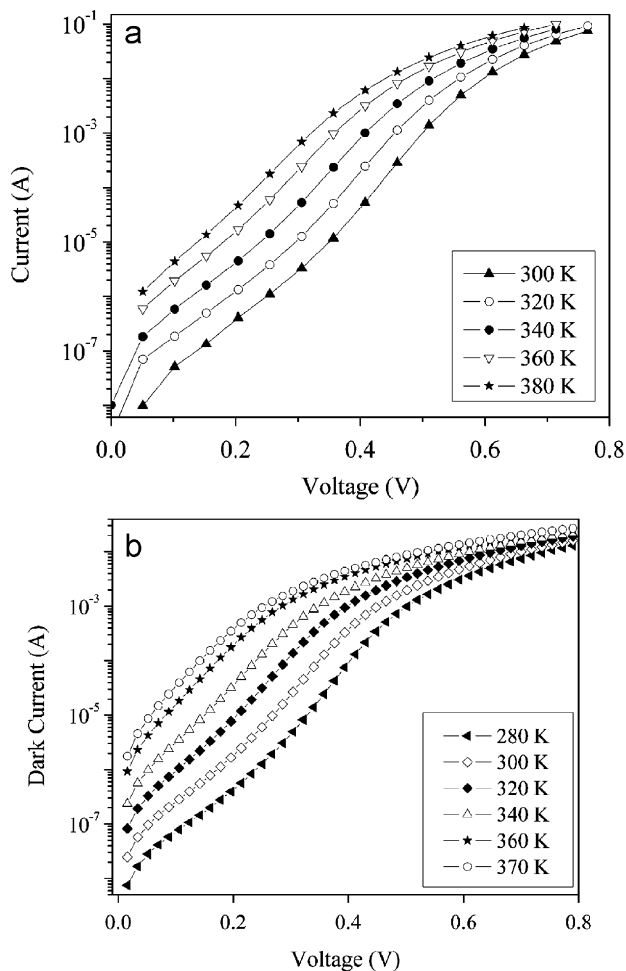 a
10⁻¹
10⁻³
10⁻⁵
10⁻⁷
Current (A)
300 K
320 K
340 K
360 K
380 K
0.0 0.2 0.4 0.6 0.8
Voltage (V)
b
10⁻³
10⁻⁵
10⁻⁷
Dark Current (A)
280 K
300 K
320 K
340 K
360 K
370 K
0.0 0.2 0.4 0.6 0.8
Voltage (V)